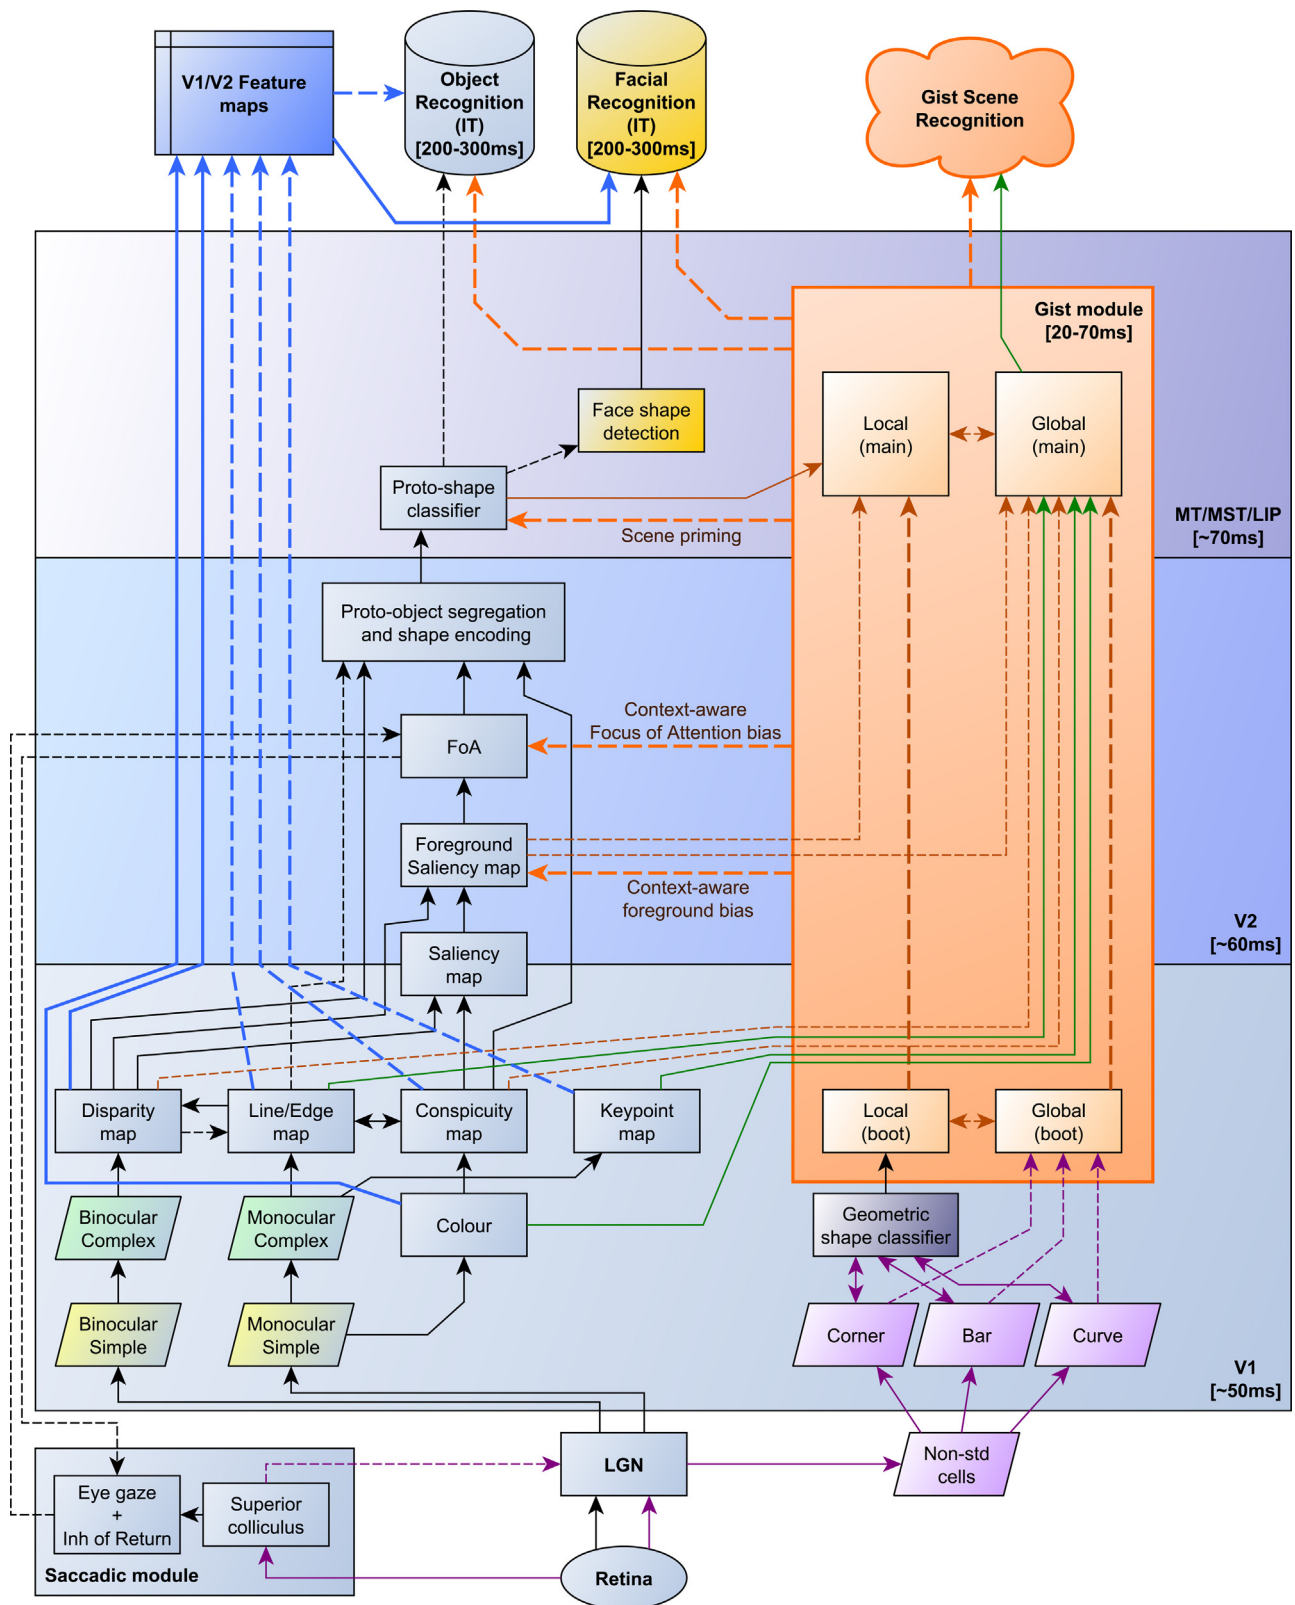 V1/V2 Feature
maps
Object
Recognition
(IT)
[200-300ms]
Facial
Recognition
(IT)
[200-300ms]
Gist Scene
Recognition
Gist module
[20-70ms]
Face shape
detection
Local
(main)
Global
(main)
Proto-shape
classifier
Scene priming
MT/MST/LIP
[~70ms]
Proto-object segregation
and shape encoding
Context-aware
Focus of Attention bias
FoA
Foreground
Saliency map
Context-aware
foreground bias
V2
[~60ms]
Saliency
map
Disparity
map
Line/Edge
map
Conspicuity
map
Keypoint
map
Local
(boot)
Global
(boot)
Binocular
Complex
Monocular
Complex
Colour
Geometric
shape classifier
Binocular
Simple
Monocular
Simple
Corner
Bar
Curve
V1
[~50ms]
LGN
Non-std
cells
Eye gaze
+
Inh of Return
Superior
colliculus
Saccadic module
Retina